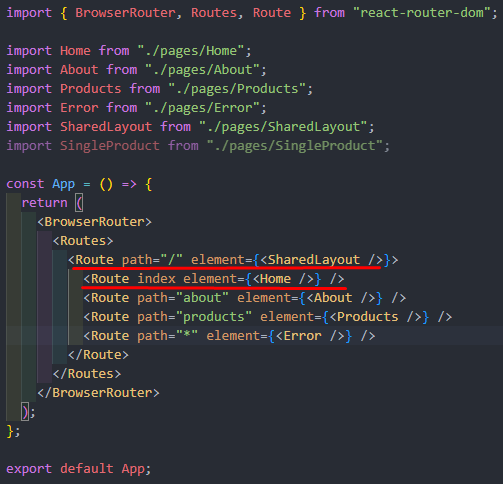 import { BrowserRouter, Routes, Route } from "react-router-dom";
import Home from "./pages/Home";
import About from "./pages/About";
import Products from "./pages/Products";
import Error from "./pages/Error";
import SharedLayout from "./pages/SharedLayout";
import SingleProduct from "./pages/SingleProduct";
const App = () => {
return (
<BrowserRouter>
<Routes>
<Route path="/" element={<SharedLayout />}>
<Route index element={<Home />} />
<Route path="about" element={<About />} />
<Route path="products" element={<Products />} />
<Route path="*" element={<Error />} />
</Route>
</Routes>
</BrowserRouter>
);
};
export default App;